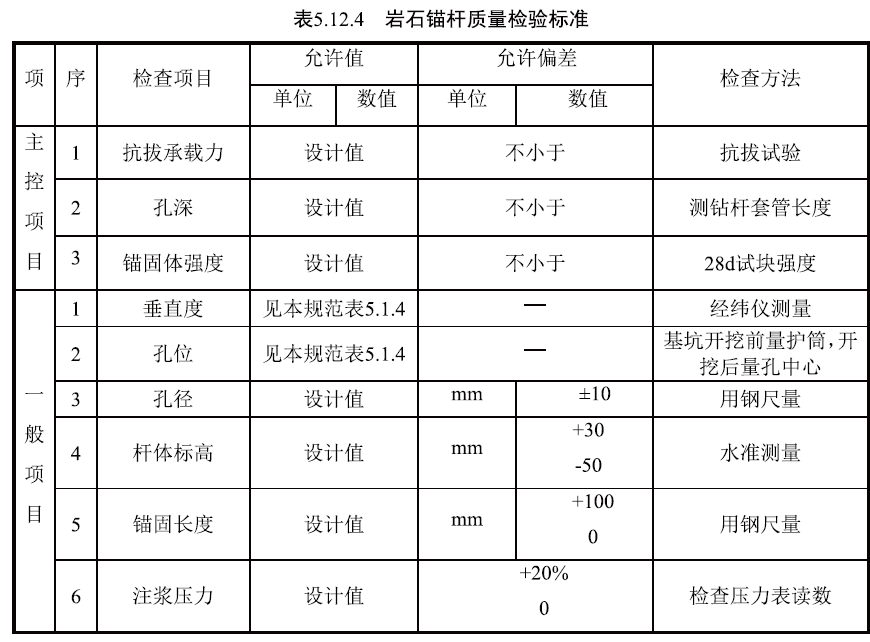 表5.12.4 岩石锚杆质量检验标准
项 序 检查项目 允许值 允许偏差 检查方法
单位 数值 单位 数值
主控项目
1 抗拔承载力 设计值 不小于 抗拔试验
2 孔深 设计值 不小于 测钻杆套管长度
3 锚固体强度 设计值 不小于 28d试块强度
一般项目
1 垂直度 见本规范表5.1.4 — 经纬仪测量
2 孔位 见本规范表5.1.4 — 基坑开挖前量护筒，开
挖后量孔中心
3 孔径 设计值 mm ±10 用钢尺量
4 杆体标高 设计值 mm +30
-50 水准测量
5 锚固长度 设计值 mm +100
0 用钢尺量
6 注浆压力 设计值 +20%
0 检查压力表读数